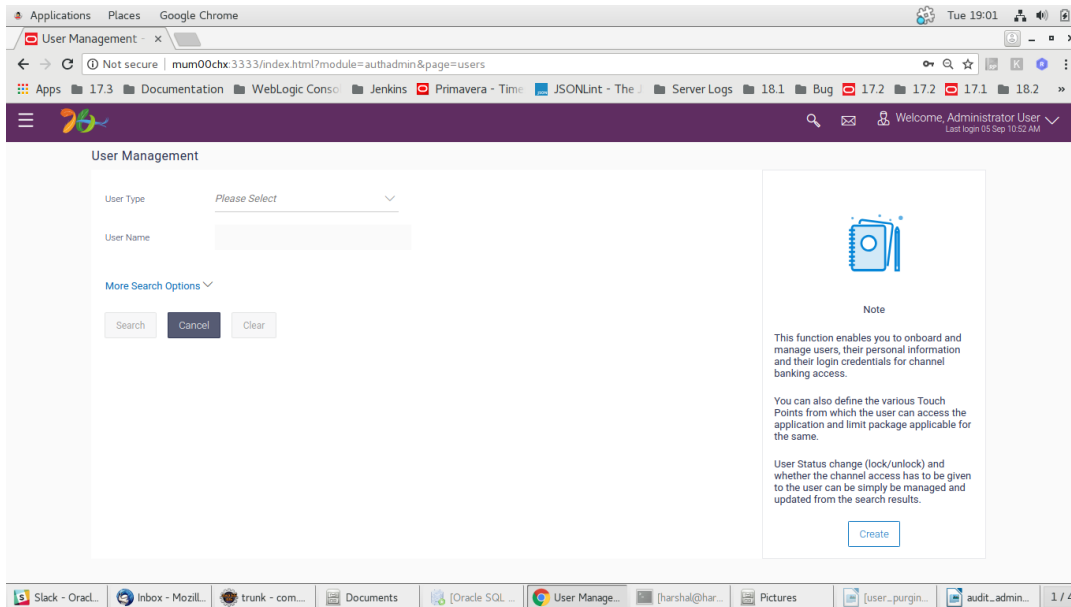 Applications Places Google Chrome Tue 19:01
User Management - ×
Not secure | mum00chx:3333/index.html?module=authadmin&page=users
Apps 17.3 Documentation WebLogic Conso Jenkins Primavera - Time JSONLint - The J Server Logs 18.1 Bug 17.2 17.2 17.1 18.2 »
Welcome, Administrator User
Last login 05 Sep 10:52 AM
User Management
User Type Please Select
User Name
More Search Options
Search Cancel Clear
Note
This function enables you to onboard and
manage users, their personal information
and their login credentials for channel
banking access.
You can also define the various Touch
Points from which the user can access the
application and limit package applicable for
the same.
User Status change (lock/unlock) and
whether the channel access has to be given
to the user can be simply be managed and
updated from the search results.
Create
Slack - Oracl... Inbox - Mozill... trunk - com.... Documents [Oracle SQL ... User Manage... [harshal@har... Pictures [user_purgin... audit_admin... 1 / 4